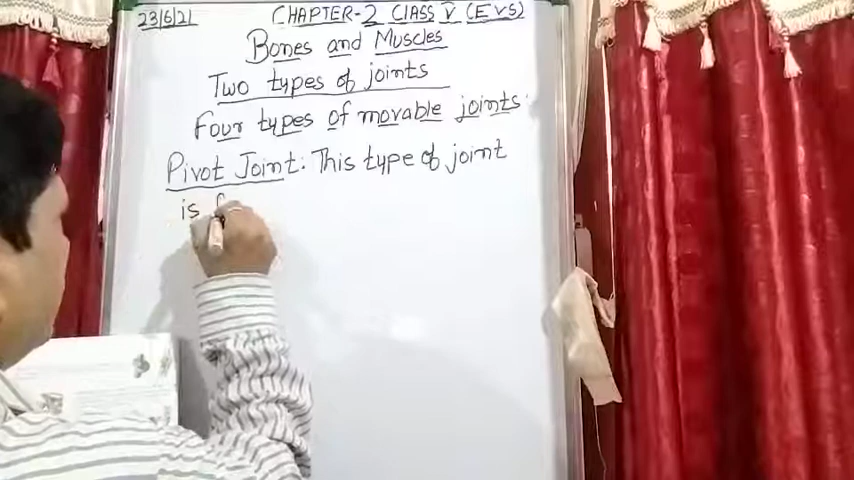 23/6/21 CHAPTER-2 CLASS V (EVS)
Bones and Muscles
Two types of joints
Four types of movable joints:
Pivot Joint: This type of joint
is f